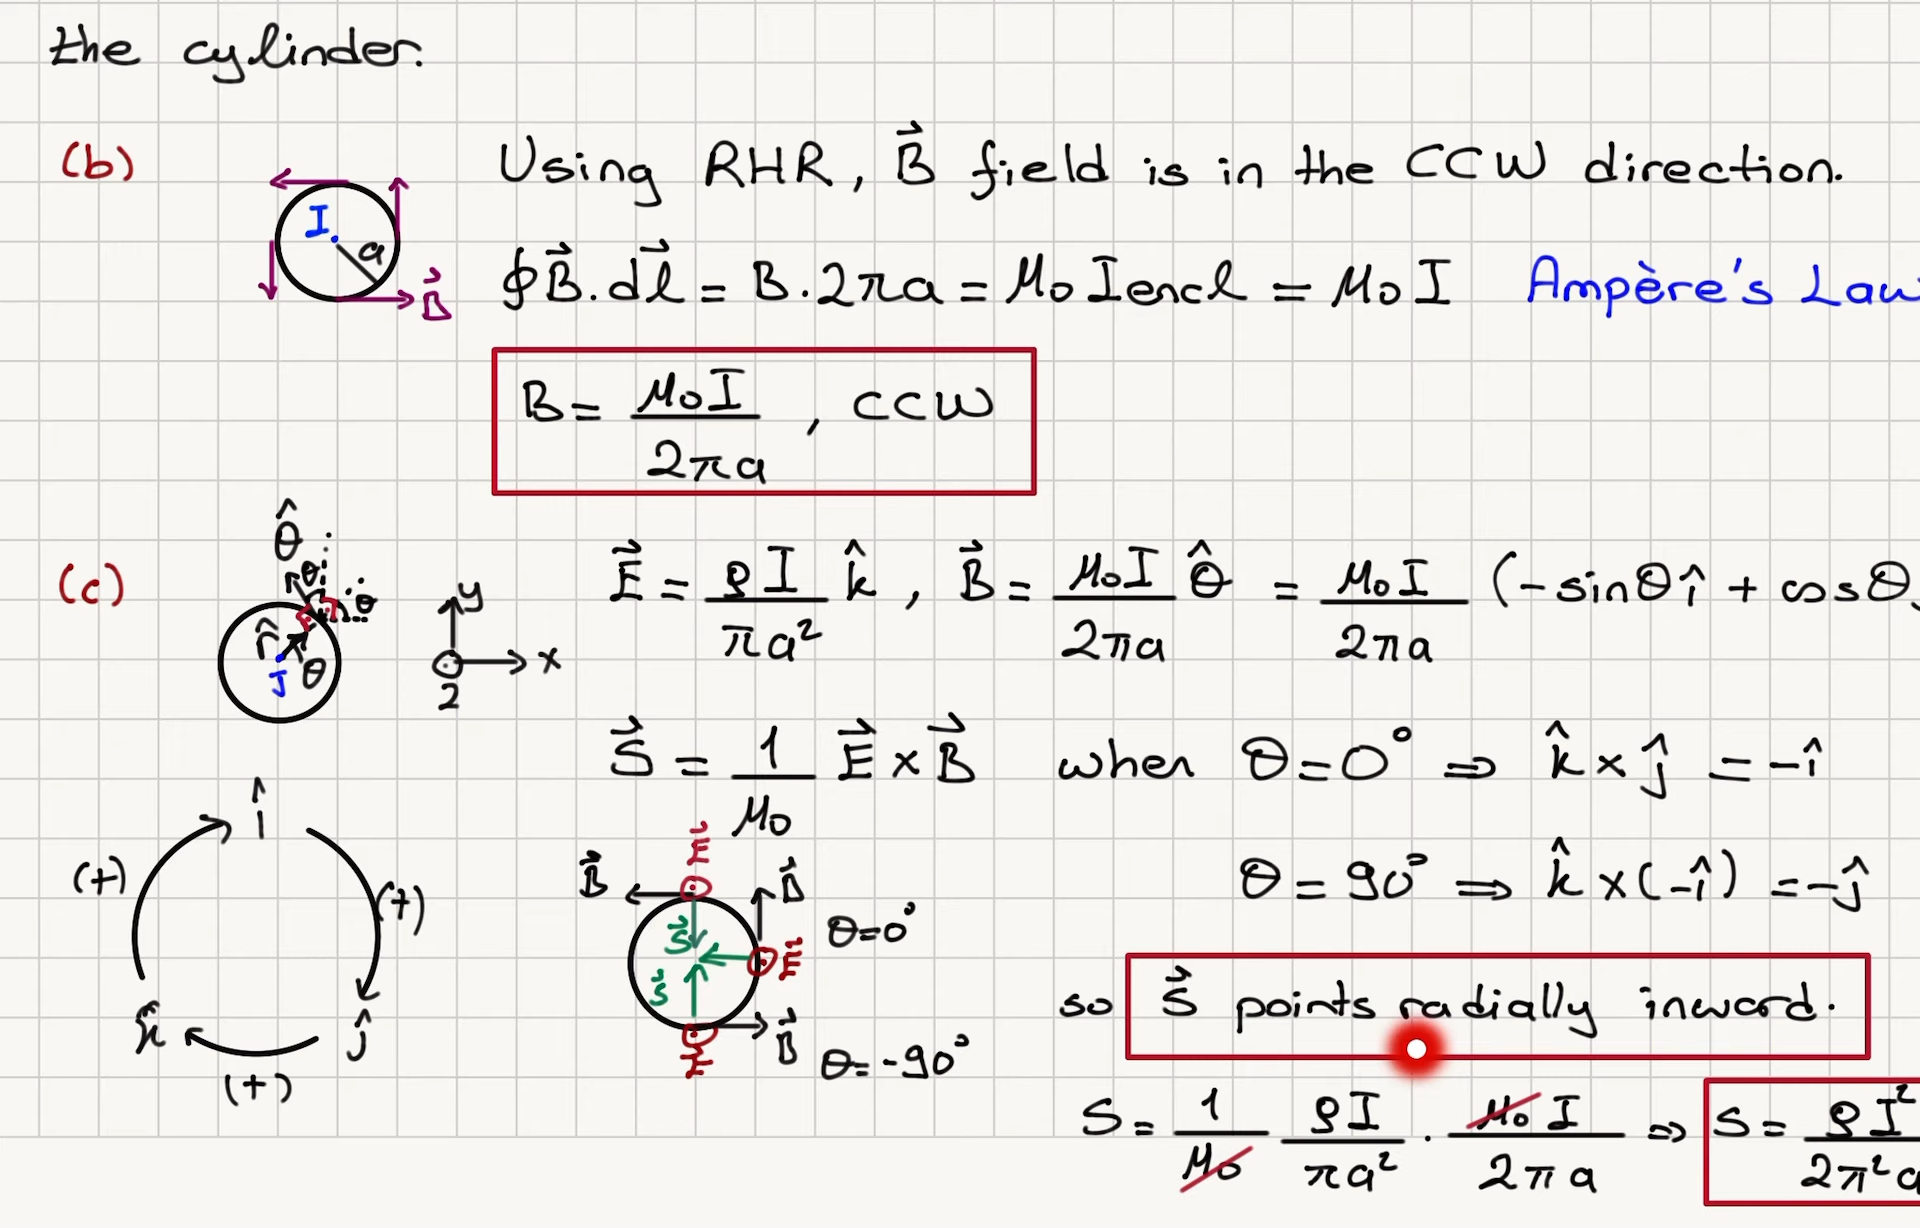 the cylinder.
(b) Using RHR, B⃗ field is in the CCW direction.
I a B⃗
∮B⃗.dl⃗ = B.2πa = μ₀Iencl = μ₀I Ampère's Law
B = μ₀I / 2πa , CCW
(c) E⃗ = ρI / πa² k̂ , B⃗ = μ₀I / 2πa θ̂ = μ₀I / 2πa (-sinθ î + cosθ
θ̂ θ θ r̂ J θ
y x z
S⃗ = 1/μ₀ E⃗ × B⃗ when θ=0° ⇒ k̂ × ĵ = -î
θ = 90° ⇒ k̂ × (-î) = -ĵ
î (+) ĵ (+) k̂ (+)
E⃗ B⃗ B⃗ θ=0°
S⃗ E⃗
S⃗ E⃗ B⃗ θ=-90°
so S⃗ points radially inward.
S = 1/μ₀ ρI/πa² . μ₀I/2πa ⇒ S = ρI² / 2π²a